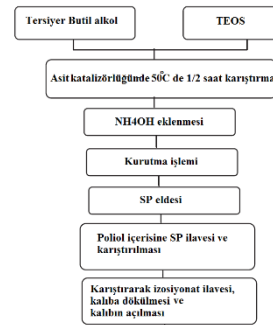 Tersiyer Butil alkol
TEOS
Asit katalizörlüğünde 50°C de 1/2 saat karıştırma
NH4OH eklenmesi
Kurutma işlemi
SP eldesi
Poliol içerisine SP ilavesi ve
karıştırılması
Karıştırarak izosiyonat ilavesi,
kalıba dökülmesi ve
kalıbın açılması